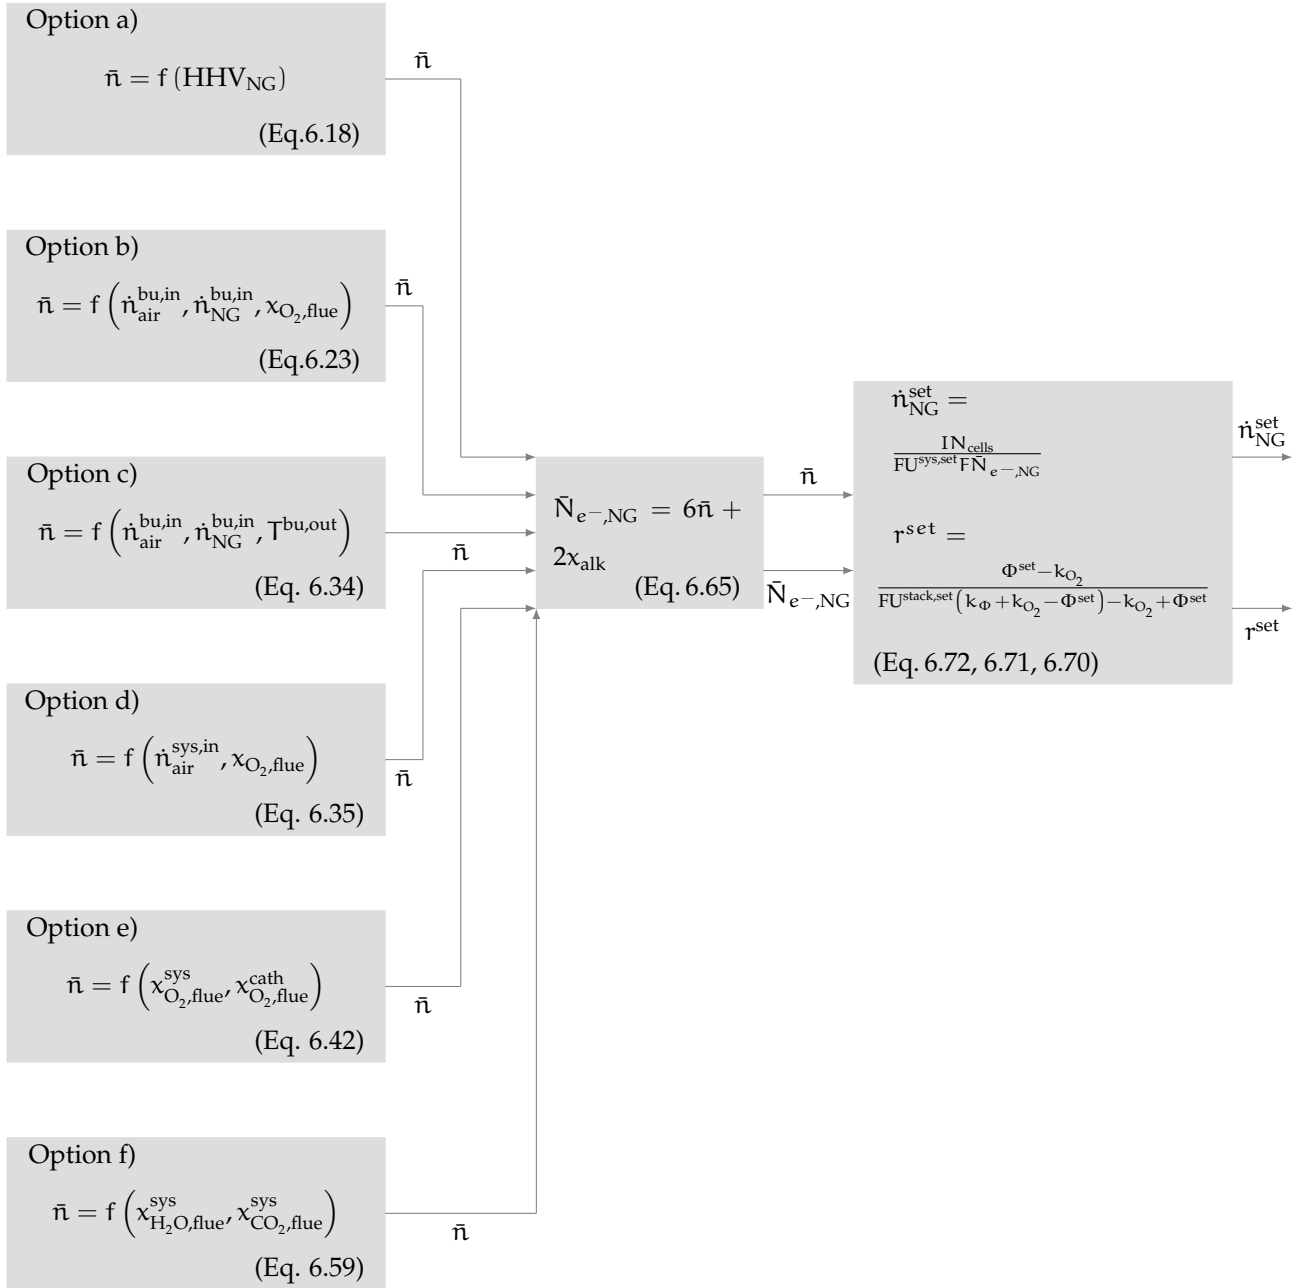 Option a)
n̄ = f (HHV_NG)
(Eq.6.18)
n̄
Option b)
n̄ = f (ṅ_air^bu,in, ṅ_NG^bu,in, x_O₂,flue)
(Eq.6.23)
n̄
Option c)
n̄ = f (ṅ_air^bu,in, ṅ_NG^bu,in, T^bu,out)
(Eq. 6.34)
n̄
Option d)
n̄ = f (ṅ_air^sys,in, x_O₂,flue)
(Eq. 6.35)
n̄
Option e)
n̄ = f (x_O₂,flue^sys, x_O₂,flue^cath)
(Eq. 6.42)
n̄
Option f)
n̄ = f (x_H₂O,flue^sys, x_CO₂,flue^sys)
(Eq. 6.59)
n̄
N̄_e−,NG = 6n̄ +
2x_alk
(Eq. 6.65)
n̄
N̄_e−,NG
ṅ_NG^set =
IN_cells
FU^sys,set F N̄_e−,NG
r^set =
Φ^set − k_O₂
FU^stack,set (k_Φ + k_O₂ − Φ^set) − k_O₂ + Φ^set
(Eq. 6.72, 6.71, 6.70)
ṅ_NG^set
r^set